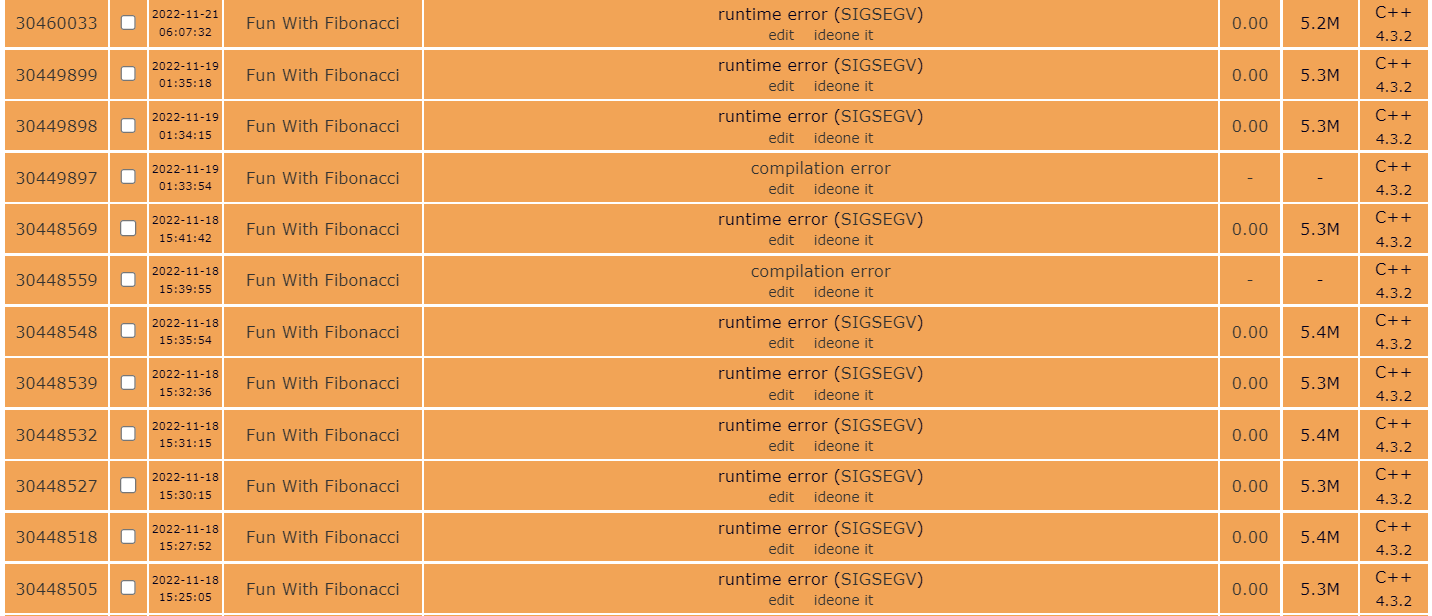 30460033 2022-11-21 06:07:32 Fun With Fibonacci runtime error (SIGSEGV) edit ideone it 0.00 5.2M C++ 4.3.2
30449899 2022-11-19 01:35:18 Fun With Fibonacci runtime error (SIGSEGV) edit ideone it 0.00 5.3M C++ 4.3.2
30449898 2022-11-19 01:34:15 Fun With Fibonacci runtime error (SIGSEGV) edit ideone it 0.00 5.3M C++ 4.3.2
30449897 2022-11-19 01:33:54 Fun With Fibonacci compilation error edit ideone it - - C++ 4.3.2
30448569 2022-11-18 15:41:42 Fun With Fibonacci runtime error (SIGSEGV) edit ideone it 0.00 5.3M C++ 4.3.2
30448559 2022-11-18 15:39:55 Fun With Fibonacci compilation error edit ideone it - - C++ 4.3.2
30448548 2022-11-18 15:35:54 Fun With Fibonacci runtime error (SIGSEGV) edit ideone it 0.00 5.4M C++ 4.3.2
30448539 2022-11-18 15:32:36 Fun With Fibonacci runtime error (SIGSEGV) edit ideone it 0.00 5.3M C++ 4.3.2
30448532 2022-11-18 15:31:15 Fun With Fibonacci runtime error (SIGSEGV) edit ideone it 0.00 5.4M C++ 4.3.2
30448527 2022-11-18 15:30:15 Fun With Fibonacci runtime error (SIGSEGV) edit ideone it 0.00 5.3M C++ 4.3.2
30448518 2022-11-18 15:27:52 Fun With Fibonacci runtime error (SIGSEGV) edit ideone it 0.00 5.4M C++ 4.3.2
30448505 2022-11-18 15:25:05 Fun With Fibonacci runtime error (SIGSEGV) edit ideone it 0.00 5.3M C++ 4.3.2